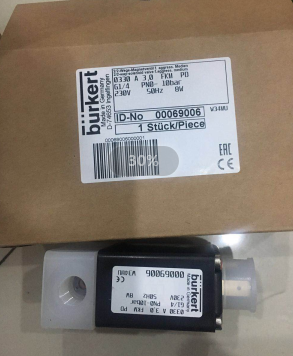 bürkert
Made in Germany
D-74653 Ingelfingen
0330 A 3,0 FKM PD
G1/4 PN0- 10bar
230V 50Hz 8W
W34MU
ID-No 00069006
1 Stück/Piece
00069006000001
30%
CE
EAC
bürkert
00069006 W34MU
0330 A 3,0 FKM PD
G1/4 PN0-10bar
230V 50Hz 8W
CE